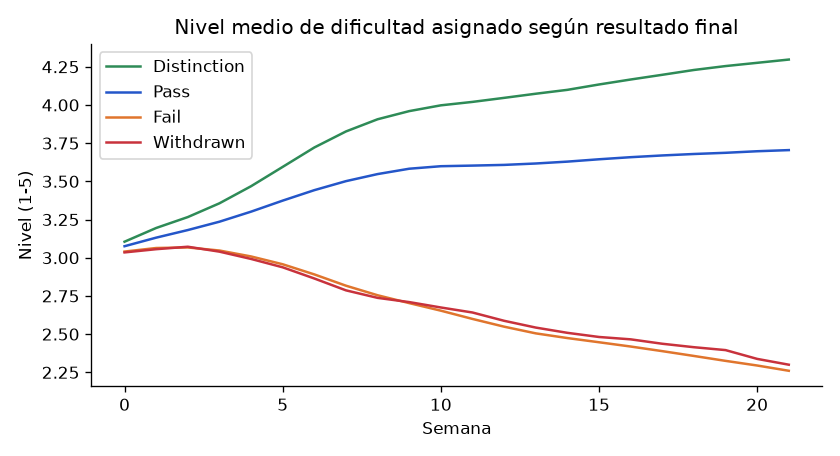 Nivel medio de dificultad asignado según resultado final
Distinction
Pass
Fail
Withdrawn
Nivel (1-5)
4.25
4.00
3.75
3.50
3.25
3.00
2.75
2.50
2.25
0 5 10 15 20
Semana